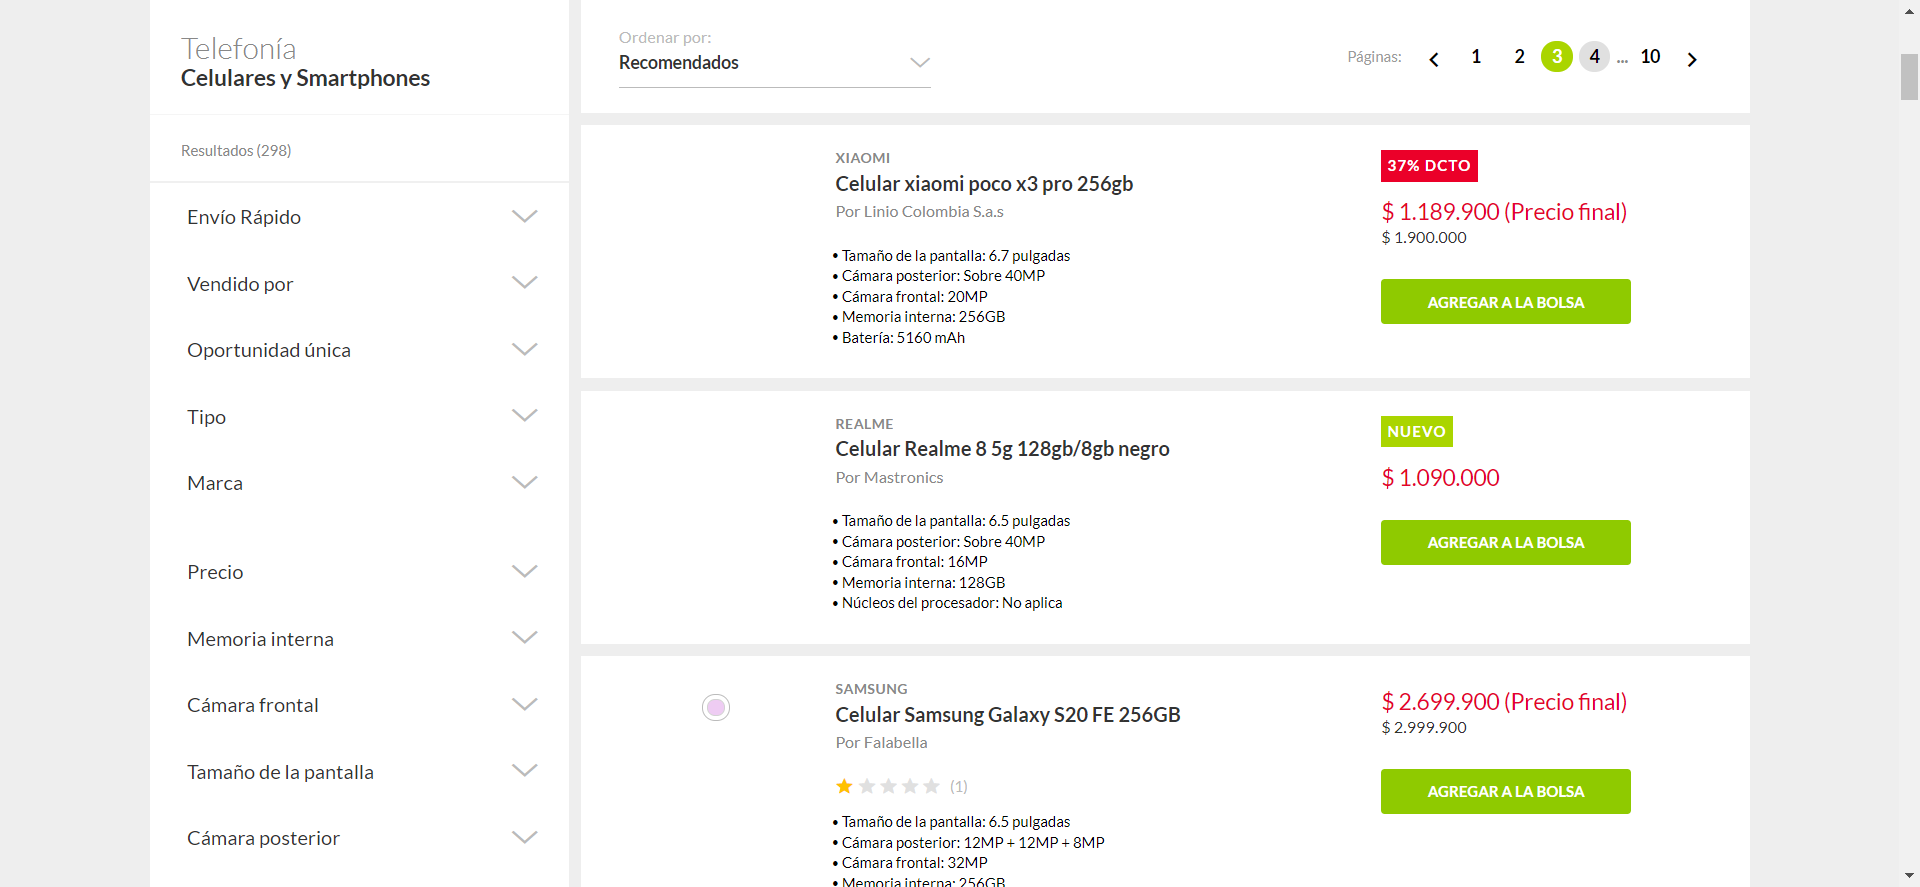 Telefonía
Celulares y Smartphones
Resultados (298)
Envío Rápido
Vendido por
Oportunidad única
Tipo
Marca
Precio
Memoria interna
Cámara frontal
Tamaño de la pantalla
Cámara posterior
Ordenar por:
Recomendados
Páginas: 1 2 3 4 ... 10
XIAOMI
Celular xiaomi poco x3 pro 256gb
Por Linio Colombia S.a.s
• Tamaño de la pantalla: 6.7 pulgadas
• Cámara posterior: Sobre 40MP
• Cámara frontal: 20MP
• Memoria interna: 256GB
• Batería: 5160 mAh
37% DCTO
$ 1.189.900 (Precio final)
$ 1.900.000
AGREGAR A LA BOLSA
REALME
Celular Realme 8 5g 128gb/8gb negro
Por Mastronics
• Tamaño de la pantalla: 6.5 pulgadas
• Cámara posterior: Sobre 40MP
• Cámara frontal: 16MP
• Memoria interna: 128GB
• Núcleos del procesador: No aplica
NUEVO
$ 1.090.000
AGREGAR A LA BOLSA
SAMSUNG
Celular Samsung Galaxy S20 FE 256GB
Por Falabella
(1)
• Tamaño de la pantalla: 6.5 pulgadas
• Cámara posterior: 12MP + 12MP + 8MP
• Cámara frontal: 32MP
• Memoria interna: 256GB
$ 2.699.900 (Precio final)
$ 2.999.900
AGREGAR A LA BOLSA